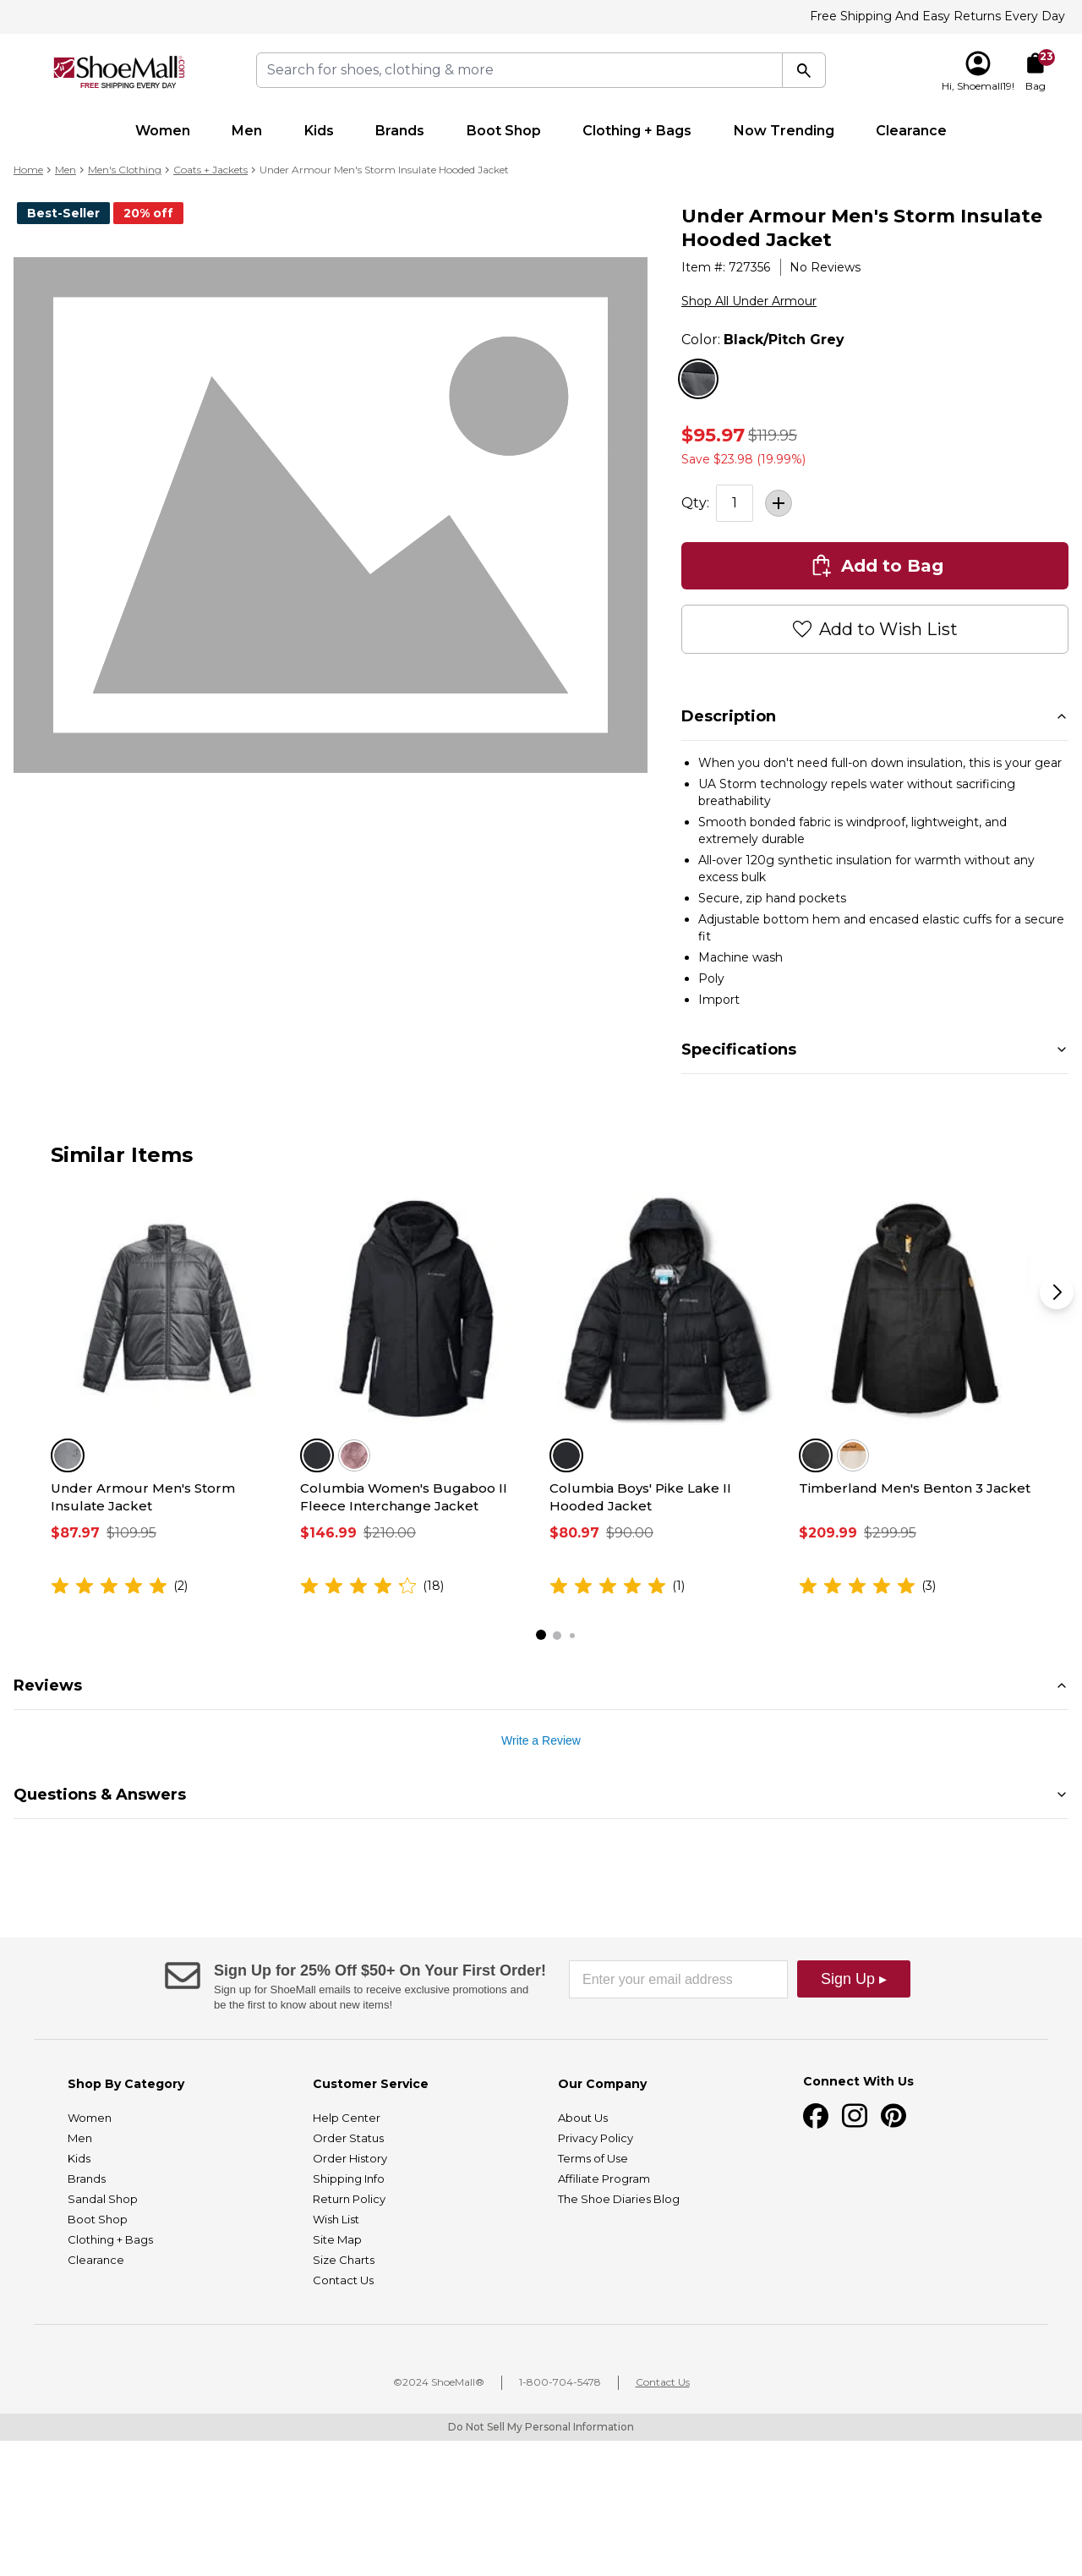 Free Shipping And Easy Returns Every Day
ShoeMall.com
FREE SHIPPING EVERY DAY
Search for shoes, clothing & more
Hi, Shoemall19!
23
Bag
Women Men Kids Brands Boot Shop Clothing + Bags Now Trending Clearance
Home > Men > Men's Clothing > Coats + Jackets > Under Armour Men's Storm Insulate Hooded Jacket
Best-Seller 20% off
Under Armour Men's Storm Insulate
Hooded Jacket
Item #: 727356 No Reviews
Shop All Under Armour
Color: Black/Pitch Grey
$95.97 $119.95
Save $23.98 (19.99%)
Qty: 1
Add to Bag
Add to Wish List
Description
When you don't need full-on down insulation, this is your gear
UA Storm technology repels water without sacrificing
breathability
Smooth bonded fabric is windproof, lightweight, and
extremely durable
All-over 120g synthetic insulation for warmth without any
excess bulk
Secure, zip hand pockets
Adjustable bottom hem and encased elastic cuffs for a secure
fit
Machine wash
Poly
Import
Specifications
Similar Items
Under Armour Men's Storm
Insulate Jacket
$87.97 $109.95
(2)
Columbia Women's Bugaboo II
Fleece Interchange Jacket
$146.99 $210.00
(18)
Columbia Boys' Pike Lake II
Hooded Jacket
$80.97 $90.00
(1)
Timberland Men's Benton 3 Jacket
$209.99 $299.95
(3)
Reviews
Write a Review
Questions & Answers
Sign Up for 25% Off $50+ On Your First Order!
Sign up for ShoeMall emails to receive exclusive promotions and
be the first to know about new items!
Enter your email address
Sign Up ▸
Shop By Category
Women
Men
Kids
Brands
Sandal Shop
Boot Shop
Clothing + Bags
Clearance
Customer Service
Help Center
Order Status
Order History
Shipping Info
Return Policy
Wish List
Site Map
Size Charts
Contact Us
Our Company
About Us
Privacy Policy
Terms of Use
Affiliate Program
The Shoe Diaries Blog
Connect With Us
©2024 ShoeMall® 1-800-704-5478 Contact Us
Do Not Sell My Personal Information